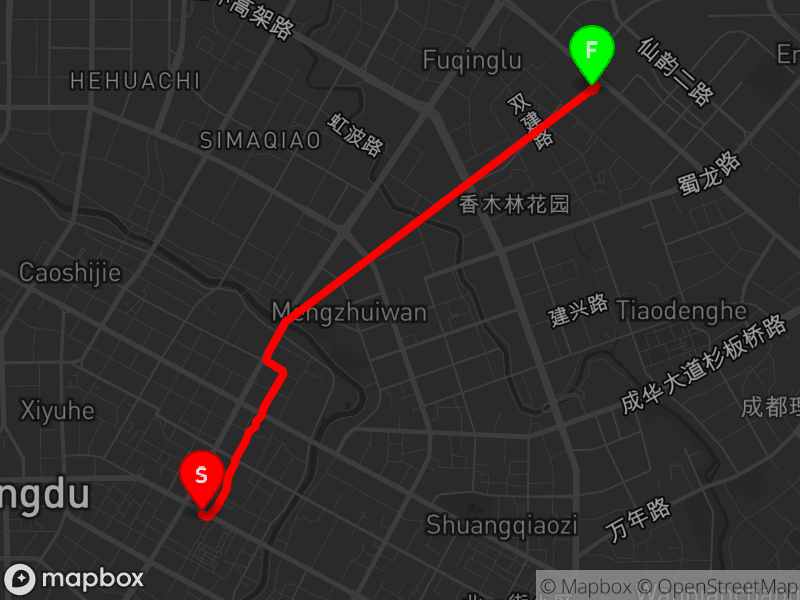 环高架路
Fuqinglu
仙韵二路
HEHUACHI
双建路
虹波路
SIMAQIAO
蜀龙路
香木林花园
Caoshijie
Mengzhuiwan
建兴路
Tiaodenghe
成华大道杉板桥路
Xiyuhe
成都理
ngdu
万年路
Shuangqiaozi
F
S
mapbox
© Mapbox © OpenStreetMap